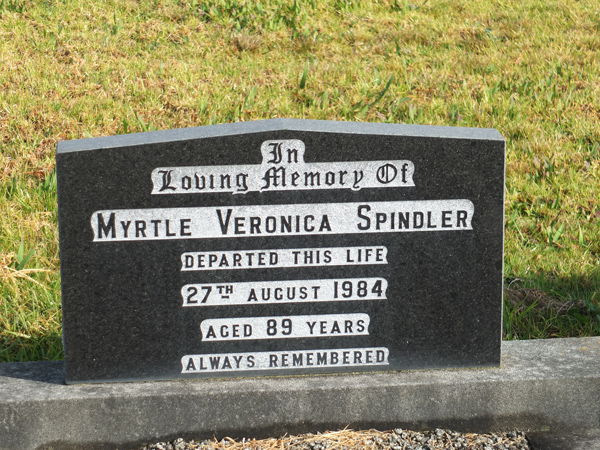 In
Loving Memory Of
MYRTLE VERONICA SPINDLER
DEPARTED THIS LIFE
27TH AUGUST 1984
AGED 89 YEARS
ALWAYS REMEMBERED